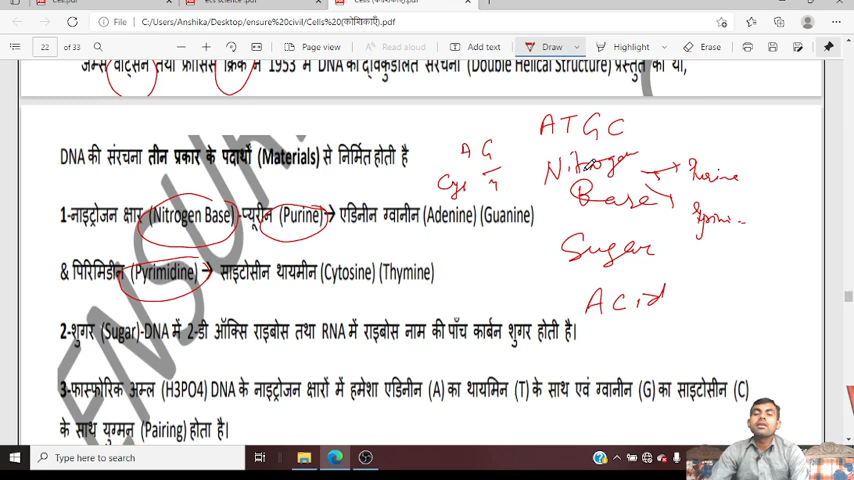 C:/Users/Anshika/Desktop/ensure%20civil/Cells%20(कोशिकाएँ).pdf
22 of 33
Page view
Read aloud
Add text
Draw
Highlight
Erase
जेम्स वाट्सन तथा फ्रांसिस क्रिक ने 1953 में DNA की द्विकुंडलित संरचना (Double Helical Structure) प्रस्तुत की थी,
DNA की संरचना तीन प्रकार के पदार्थों (Materials) से निर्मित होती है
1-नाइट्रोजन क्षार (Nitrogen Base)-प्यूरीन (Purine)→ एडिनीन ग्वानीन (Adenine) (Guanine)
& पिरिमिडीन (Pyrimidine)→ साइटोसीन थायमीन (Cytosine) (Thymine)
2-शुगर (Sugar)-DNA में 2-डी ऑक्सि राइबोस तथा RNA में राइबोस नाम की पाँच कार्बन शुगर होती है।
3-फास्फोरिक अम्ल (H3PO4) DNA के नाइट्रोजन क्षारों में हमेशा एडिनीन (A) का थायमिन (T) के साथ एवं ग्वानीन (G) का साइटोसीन (C)
के साथ युग्मन (Pairing) होता है।
ENSUR
A T G C
A G
Nitrogen
Base
Purine
Sugar
Acid
Type here to search